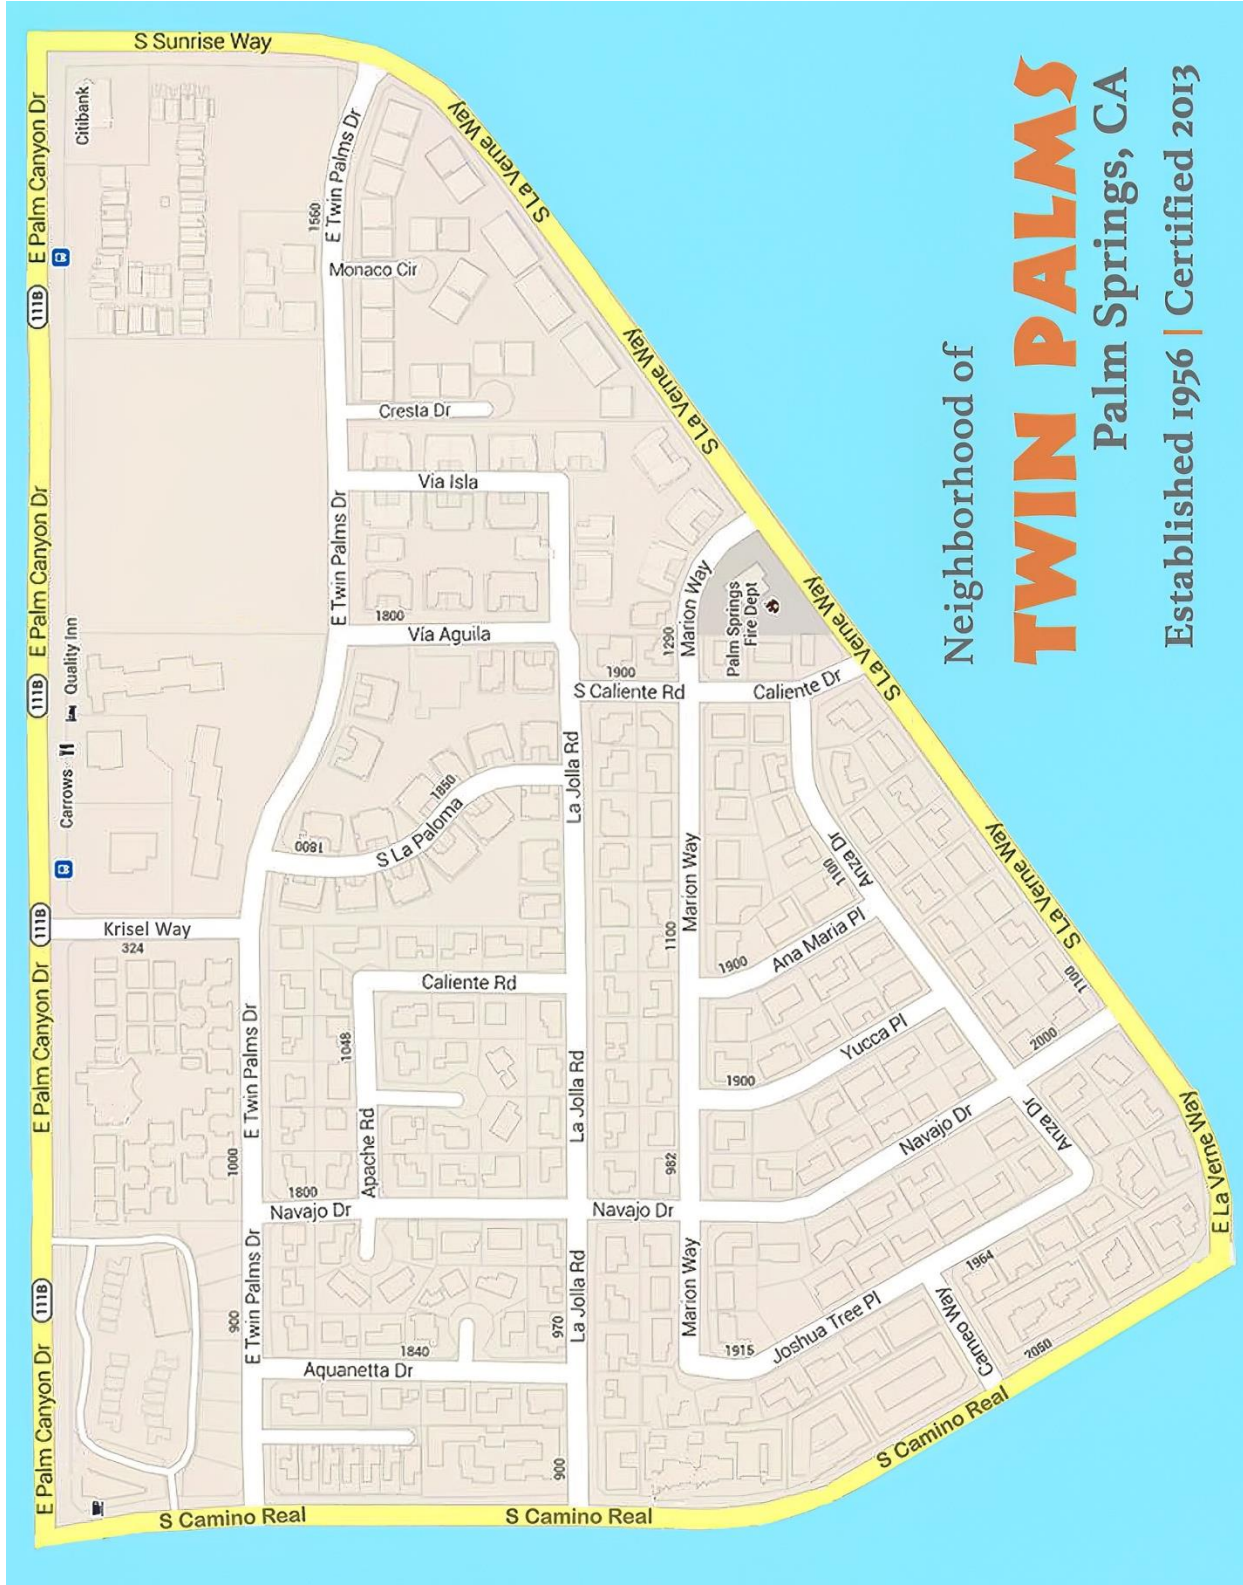 S Sunrise Way
E Palm Canyon Dr
Citibank
111B
S La Verne Way
E Twin Palms Dr
1560
Monaco Cir
Cresta Dr
Via Isla
S La Verne Way
E Palm Canyon Dr
E Twin Palms Dr
1800
Vía Aguila
Marion Way
1290
Palm Springs
Fire Dept
S La Verne Way
Quality Inn
111B
Carrows
1900
S Caliente Rd
Caliente Dr
La Jolla Rd
1850
S La Paloma
1800
Marion Way
Anza Dr
1100
111B
Krisel Way
324
1100
1900
Ana Maria Pl
S La Verne Way
1100
Caliente Rd
E Palm Canyon Dr
E Twin Palms Dr
1048
La Jolla Rd
1900
Yucca Pl
2000
Apache Rd
1000
982
Navajo Dr
Anza Dr
E La Verne Way
1800
Navajo Dr
Navajo Dr
111B
900
E Twin Palms Dr
La Jolla Rd
970
Marion Way
1915
Joshua Tree Pl
1964
Cameo Way
2050
1840
Aquanetta Dr
E Palm Canyon Dr
900
S Camino Real
S Camino Real
S Camino Real
Verne Way
S La Verne Way
Verne Way
S La Verne Way
Neighborhood of
TWIN PALMS
Palm Springs, CA
Established 1956 | Certified 2013